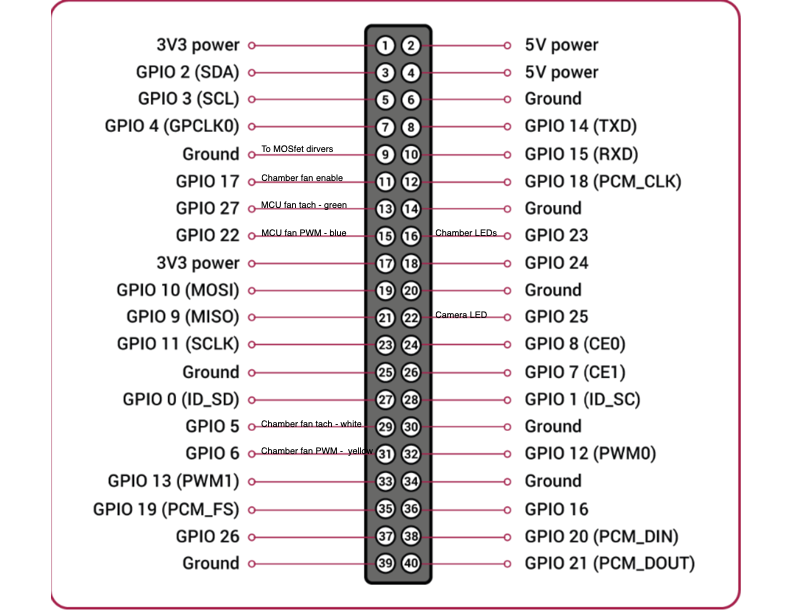 3V3 power 1 2 5V power
GPIO 2 (SDA) 3 4 5V power
GPIO 3 (SCL) 5 6 Ground
GPIO 4 (GPCLK0) 7 8 GPIO 14 (TXD)
Ground To MOSfet dirvers 9 10 GPIO 15 (RXD)
GPIO 17 Chamber fan enable 11 12 GPIO 18 (PCM_CLK)
GPIO 27 MCU fan tach - green 13 14 Ground
GPIO 22 MCU fan PWM - blue 15 16 Chamber LEDs GPIO 23
3V3 power 17 18 GPIO 24
GPIO 10 (MOSI) 19 20 Ground
GPIO 9 (MISO) 21 22 Camera LED GPIO 25
GPIO 11 (SCLK) 23 24 GPIO 8 (CE0)
Ground 25 26 GPIO 7 (CE1)
GPIO 0 (ID_SD) 27 28 GPIO 1 (ID_SC)
GPIO 5 Chamber fan tach - white 29 30 Ground
GPIO 6 Chamber fan PWM - yellow 31 32 GPIO 12 (PWM0)
GPIO 13 (PWM1) 33 34 Ground
GPIO 19 (PCM_FS) 35 36 GPIO 16
GPIO 26 37 38 GPIO 20 (PCM_DIN)
Ground 39 40 GPIO 21 (PCM_DOUT)